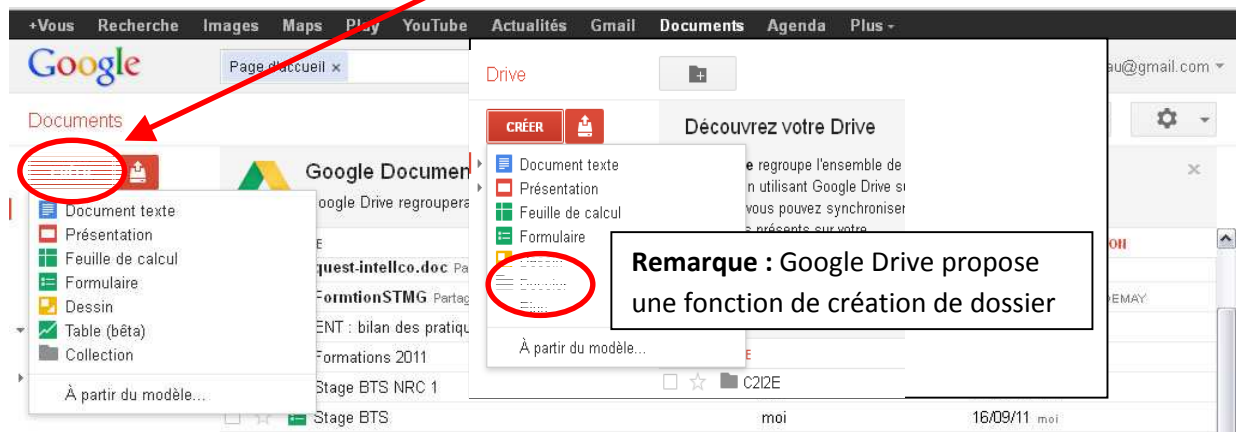 +Vous Recherche Images Maps Play YouTube Actualités Gmail Documents Agenda Plus
Google
Page d'accueil ×
au@gmail.com
Documents
Google Documen
oogle Drive regroupera
Document texte
Présentation
Feuille de calcul
Formulaire
Dessin
Table (bêta)
Collection
À partir du modèle...
quest-intellco.doc Pa
FormtionSTMG Partag
ENT : bilan des pratiqu
Formations 2011
Stage BTS NRC 1
Stage BTS
moi
16/09/11 moi
Drive
CRÉER
Découvrez votre Drive
e regroupe l'ensemble de
n utilisant Google Drive su
vous pouvez synchroniser
présents sur votre
Document texte
Présentation
Feuille de calcul
Formulaire
À partir du modèle...
C2I2E
Remarque : Google Drive propose
une fonction de création de dossier
ON
EMAY